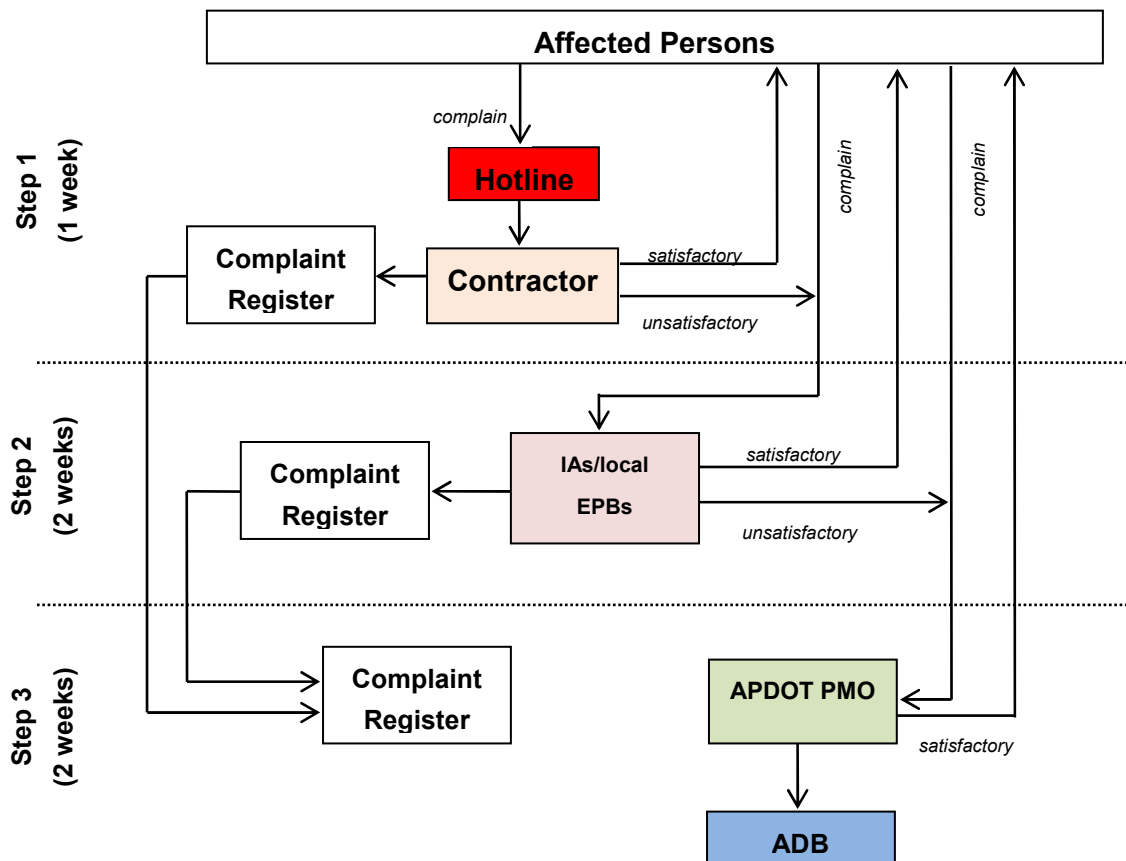 Affected Persons
Step 1
(1 week)
complain
complain
complain
Hotline
Complaint
Register
Contractor
satisfactory
unsatisfactory
Step 2
(2 weeks)
Complaint
Register
IAs/local
EPBs
satisfactory
unsatisfactory
Step 3
(2 weeks)
Complaint
Register
APDOT PMO
satisfactory
ADB